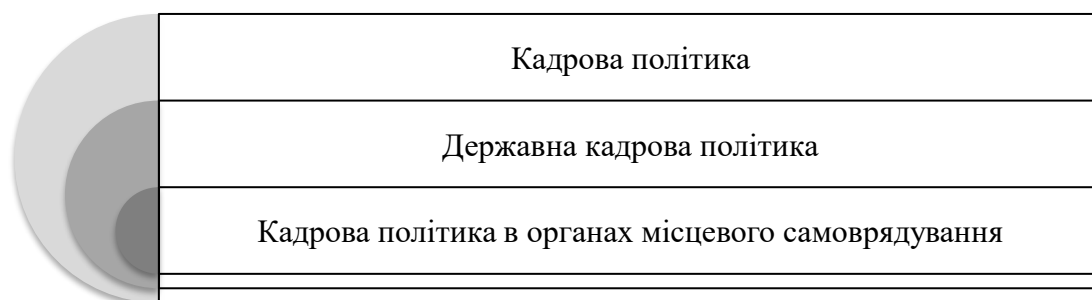 Кадрова політика
Державна кадрова політика
Кадрова політика в органах місцевого самоврядування